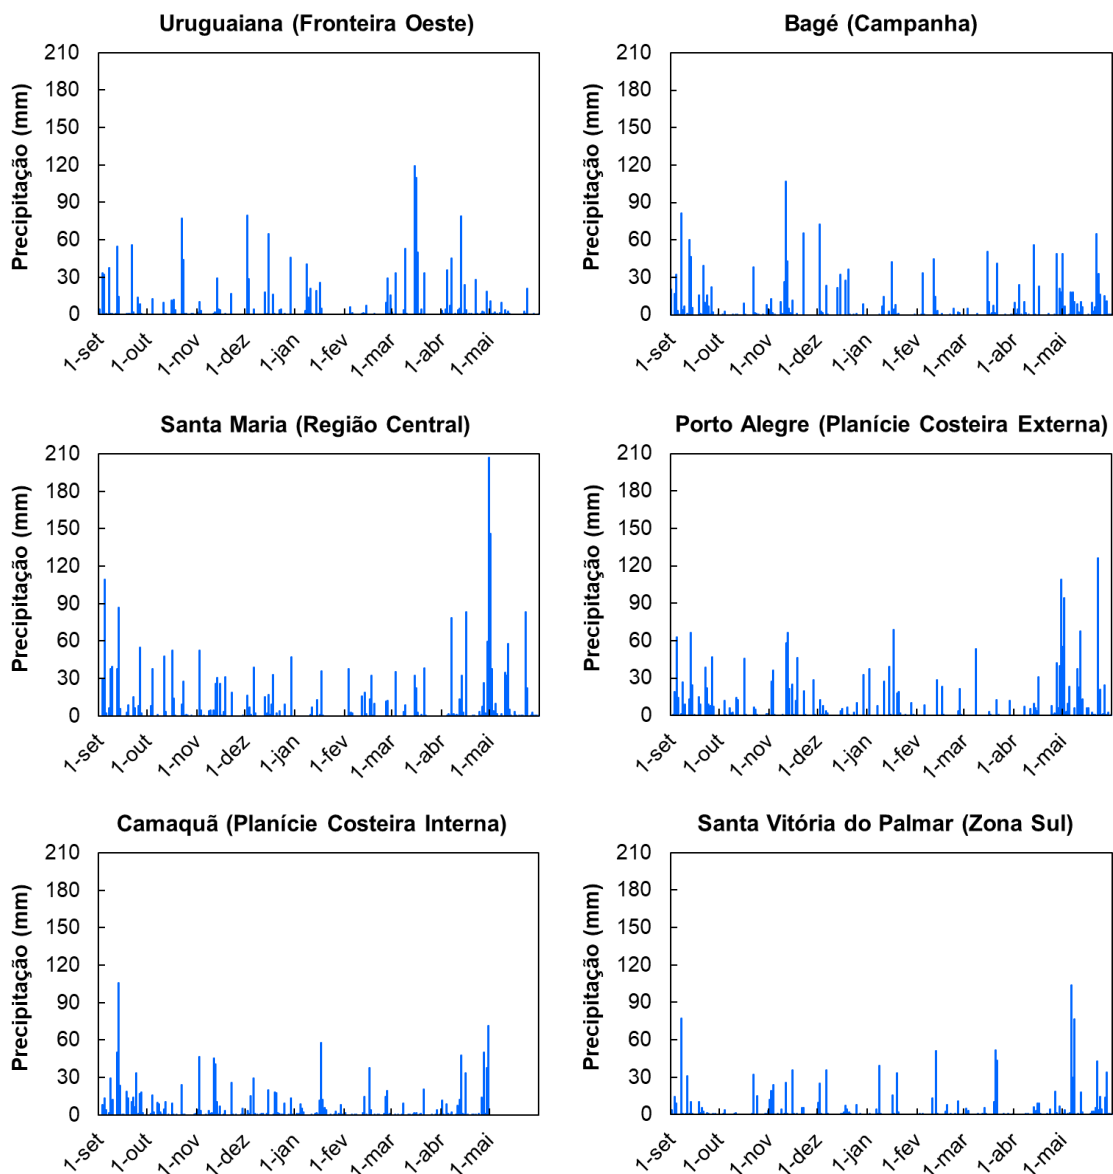 Uruguaiana (Fronteira Oeste)
Precipitação (mm)
210
180
150
120
90
60
30
0
1-set
1-out
1-nov
1-dez
1-jan
1-fev
1-mar
1-abr
1-mai
Bagé (Campanha)
Precipitação (mm)
210
180
150
120
90
60
30
0
1-set
1-out
1-nov
1-dez
1-jan
1-fev
1-mar
1-abr
1-mai
Santa Maria (Região Central)
Precipitação (mm)
210
180
150
120
90
60
30
0
1-set
1-out
1-nov
1-dez
1-jan
1-fev
1-mar
1-abr
1-mai
Porto Alegre (Planície Costeira Externa)
Precipitação (mm)
210
180
150
120
90
60
30
0
1-set
1-out
1-nov
1-dez
1-jan
1-fev
1-mar
1-abr
1-mai
Camaquã (Planície Costeira Interna)
Precipitação (mm)
210
180
150
120
90
60
30
0
1-set
1-out
1-nov
1-dez
1-jan
1-fev
1-mar
1-abr
1-mai
Santa Vitória do Palmar (Zona Sul)
Precipitação (mm)
210
180
150
120
90
60
30
0
1-set
1-out
1-nov
1-dez
1-jan
1-fev
1-mar
1-abr
1-mai